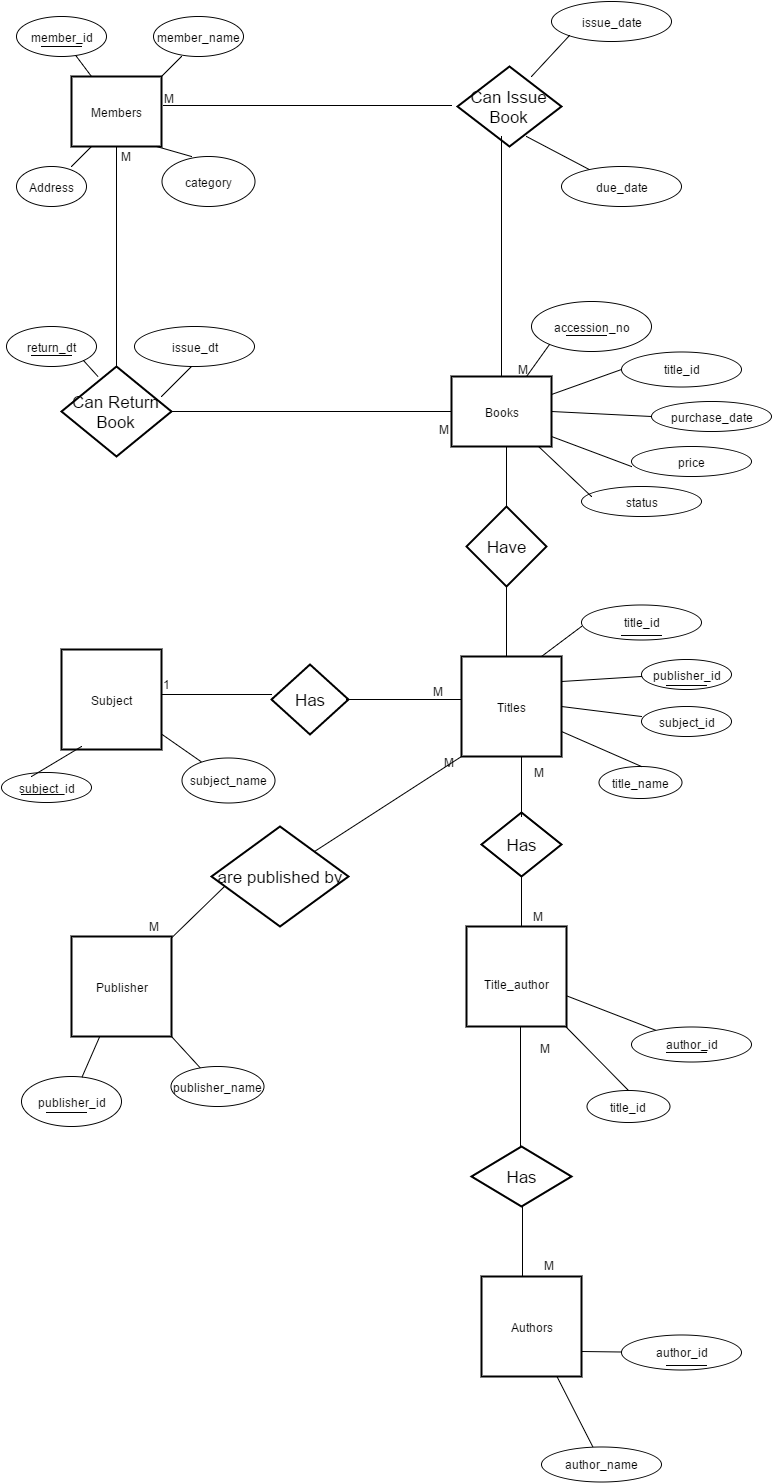 issue_date
member_id
member_name
Can Issue
Book
M
Members
M
Address
category
due_date
accession_no
return_dt
issue_dt
M
title_id
Can Return
Book
Books
purchase_date
M
price
status
Have
title_id
publisher_id
1
M
Subject
Has
Titles
subject_id
M
M
subject_id
subject_name
title_name
Has
are published by
M
M
Publisher
Title_author
author_id
M
publisher_id
publisher_name
title_id
Has
M
Authors
author_id
author_name